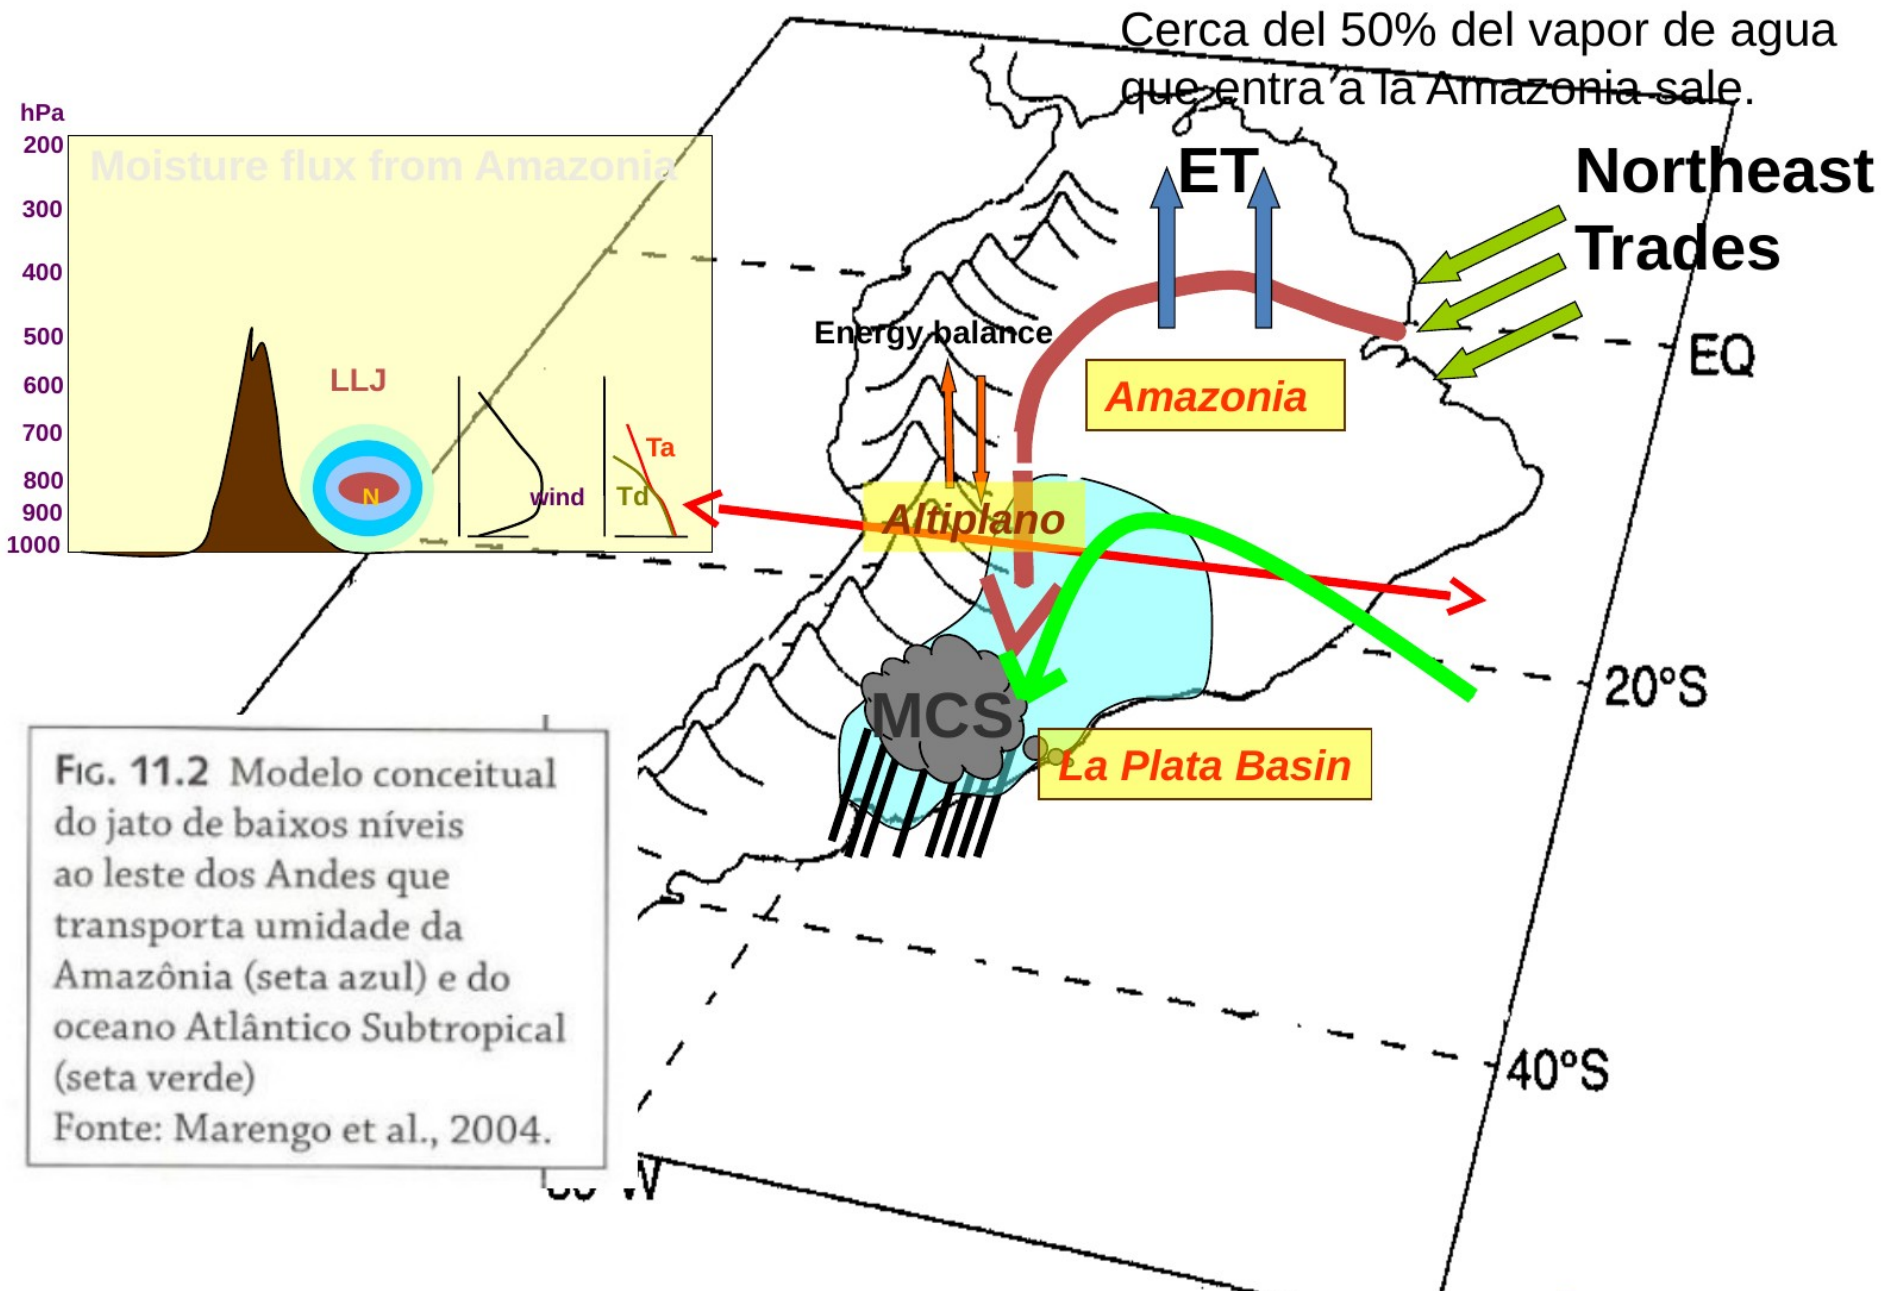 Cerca del 50% del vapor de agua
que entra a la Amazonia sale.
hPa
200
300
400
500
600
700
800
900
1000
Moisture flux from Amazonia
LLJ
N
wind
Ta
Td
ET
Northeast
Trades
Energy balance
EQ
Amazonia
Altiplano
20°S
MCS
La Plata Basin
40°S
FIG. 11.2 Modelo conceitual
do jato de baixos níveis
ao leste dos Andes que
transporta umidade da
Amazônia (seta azul) e do
oceano Atlântico Subtropical
(seta verde)
Fonte: Marengo et al., 2004.